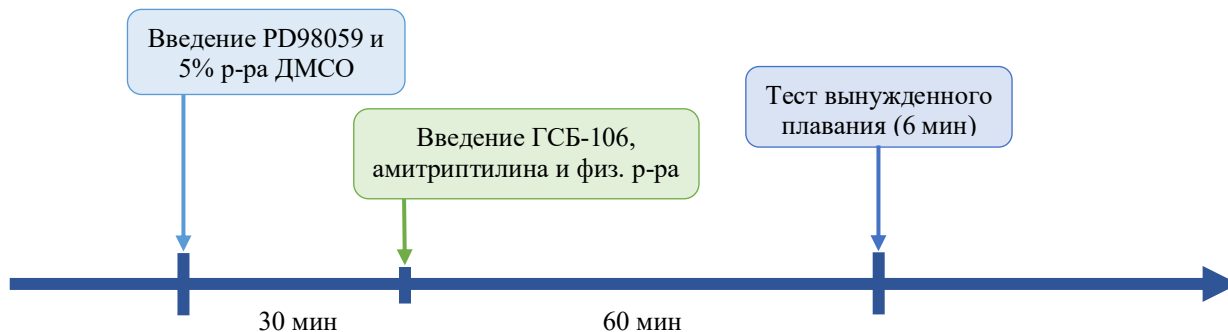 Введение PD98059 и
5% р-ра ДМСО
Введение ГСБ-106,
амитриптилина и физ. р-ра
Тест вынужденного
плавания (6 мин)
30 мин
60 мин